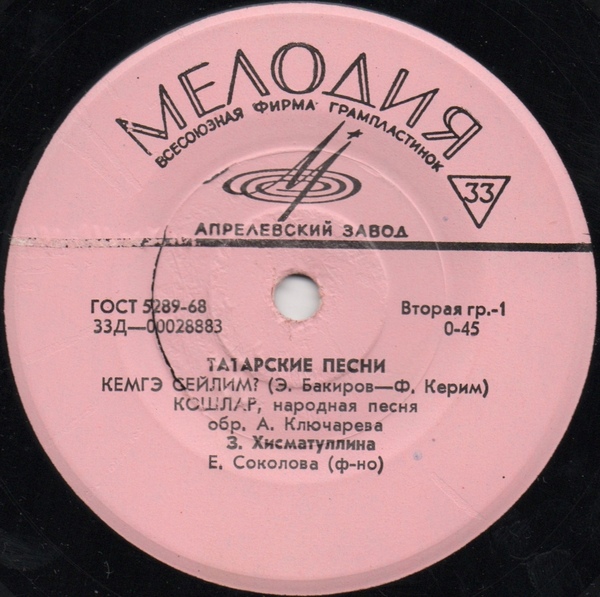 МЕЛОДИЯ
ВСЕСОЮЗНАЯ ФИРМА ГРАМПЛАСТИНОК
33
АПРЕЛЕВСКИЙ ЗАВОД
ГОСТ 5289-68
Вторая гр.-1
33Д—00028883
0-45
ТАТАРСКИЕ ПЕСНИ
КЕМГЭ СЕЙЛИМ? (Э. Бакиров—Ф. Керим)
КОШЛАР, народная песня
обр. А. Ключарева
З. Хисматуллина
Е. Соколова (ф-но)